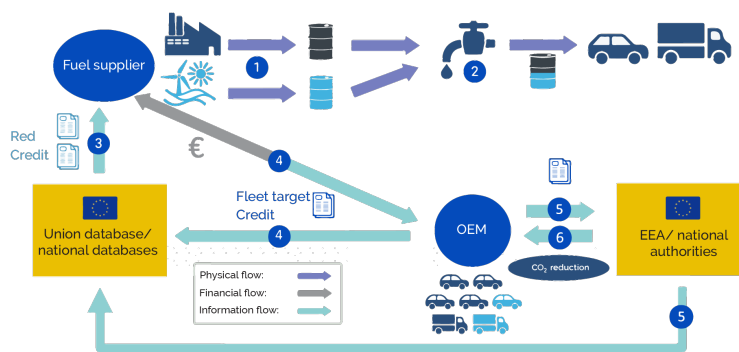 Fuel supplier
1
2
Red
Credit
3
€
4
Fleet target
Credit
4
Union database/
national databases
OEM
5
6
CO₂ reduction
EEA/ national
authorities
Physical flow:
Financial flow:
Information flow:
5